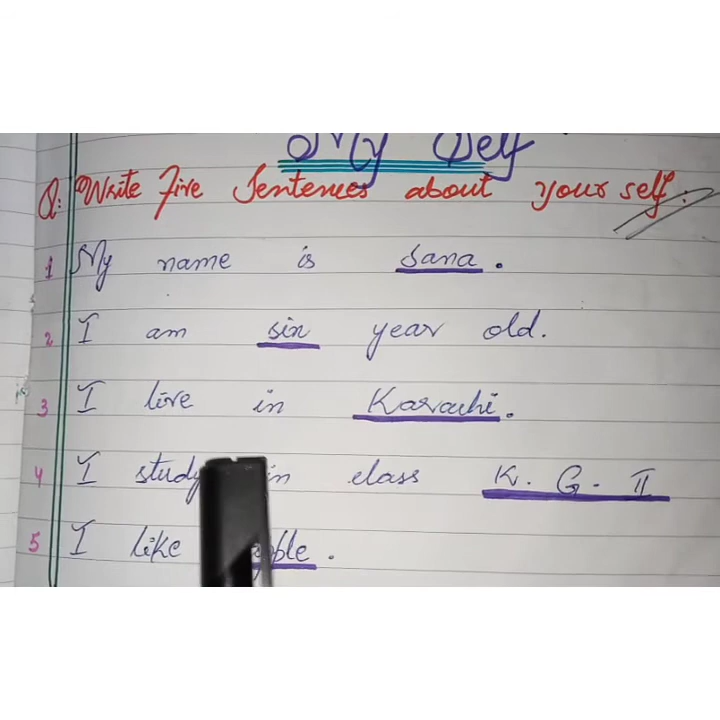 My Self
Q: Write Five Sentences about your self.
1 My name is Sana.
2 I am six year old.
3 I live in Karachi.
4 I study in class K. G - II
5 I like .